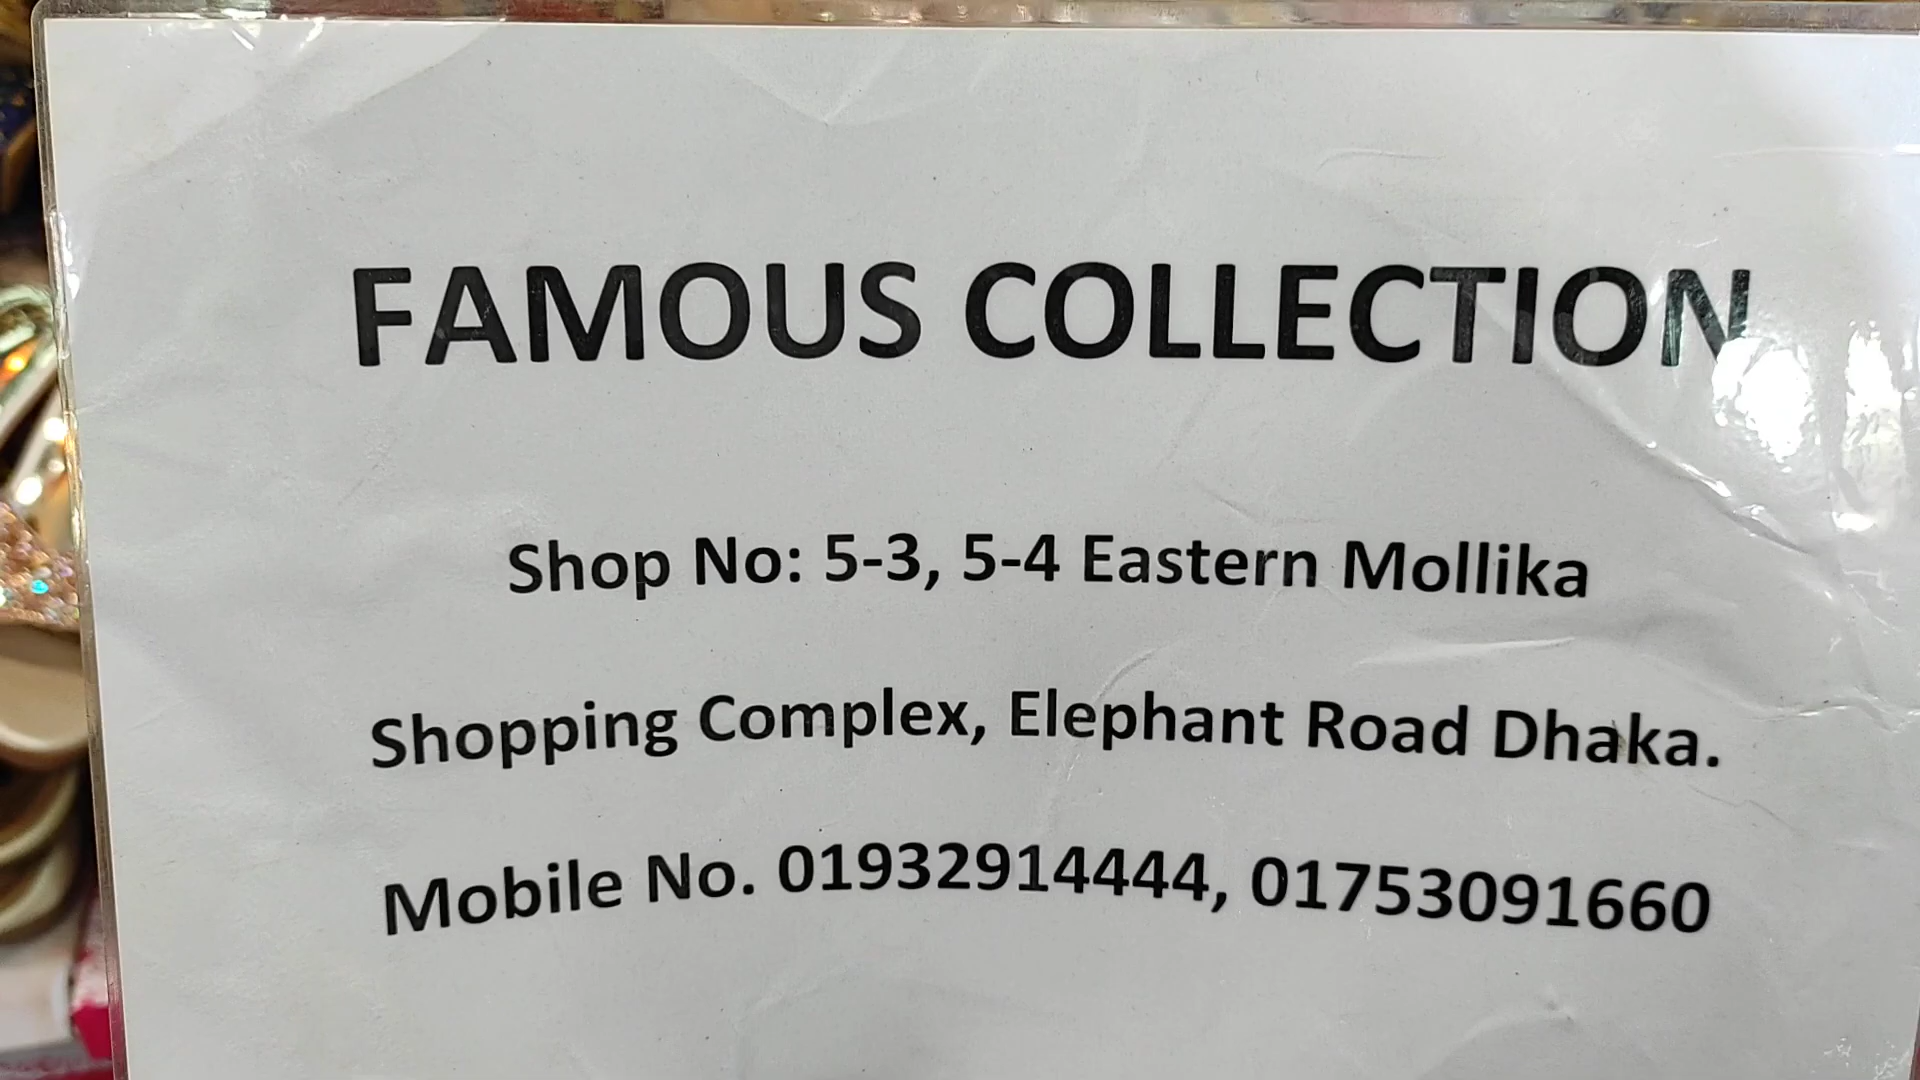 FAMOUS COLLECTION
Shop No: 5-3, 5-4 Eastern Mollika
Shopping Complex, Elephant Road Dhaka.
Mobile No. 01932914444, 01753091660